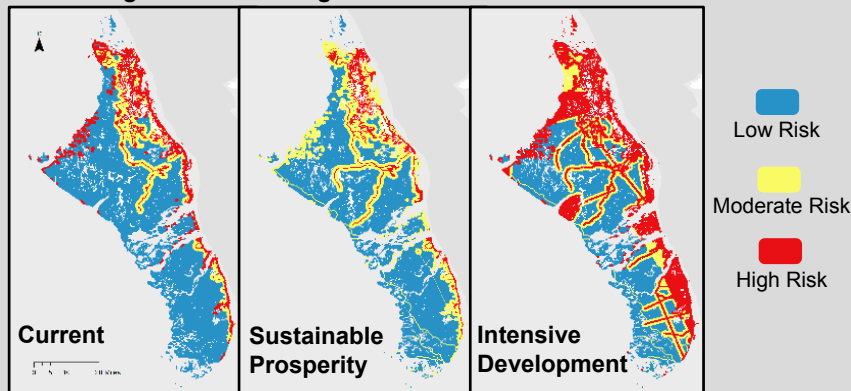 Current
Sustainable
Prosperity
Intensive
Development
Low Risk
Moderate Risk
High Risk